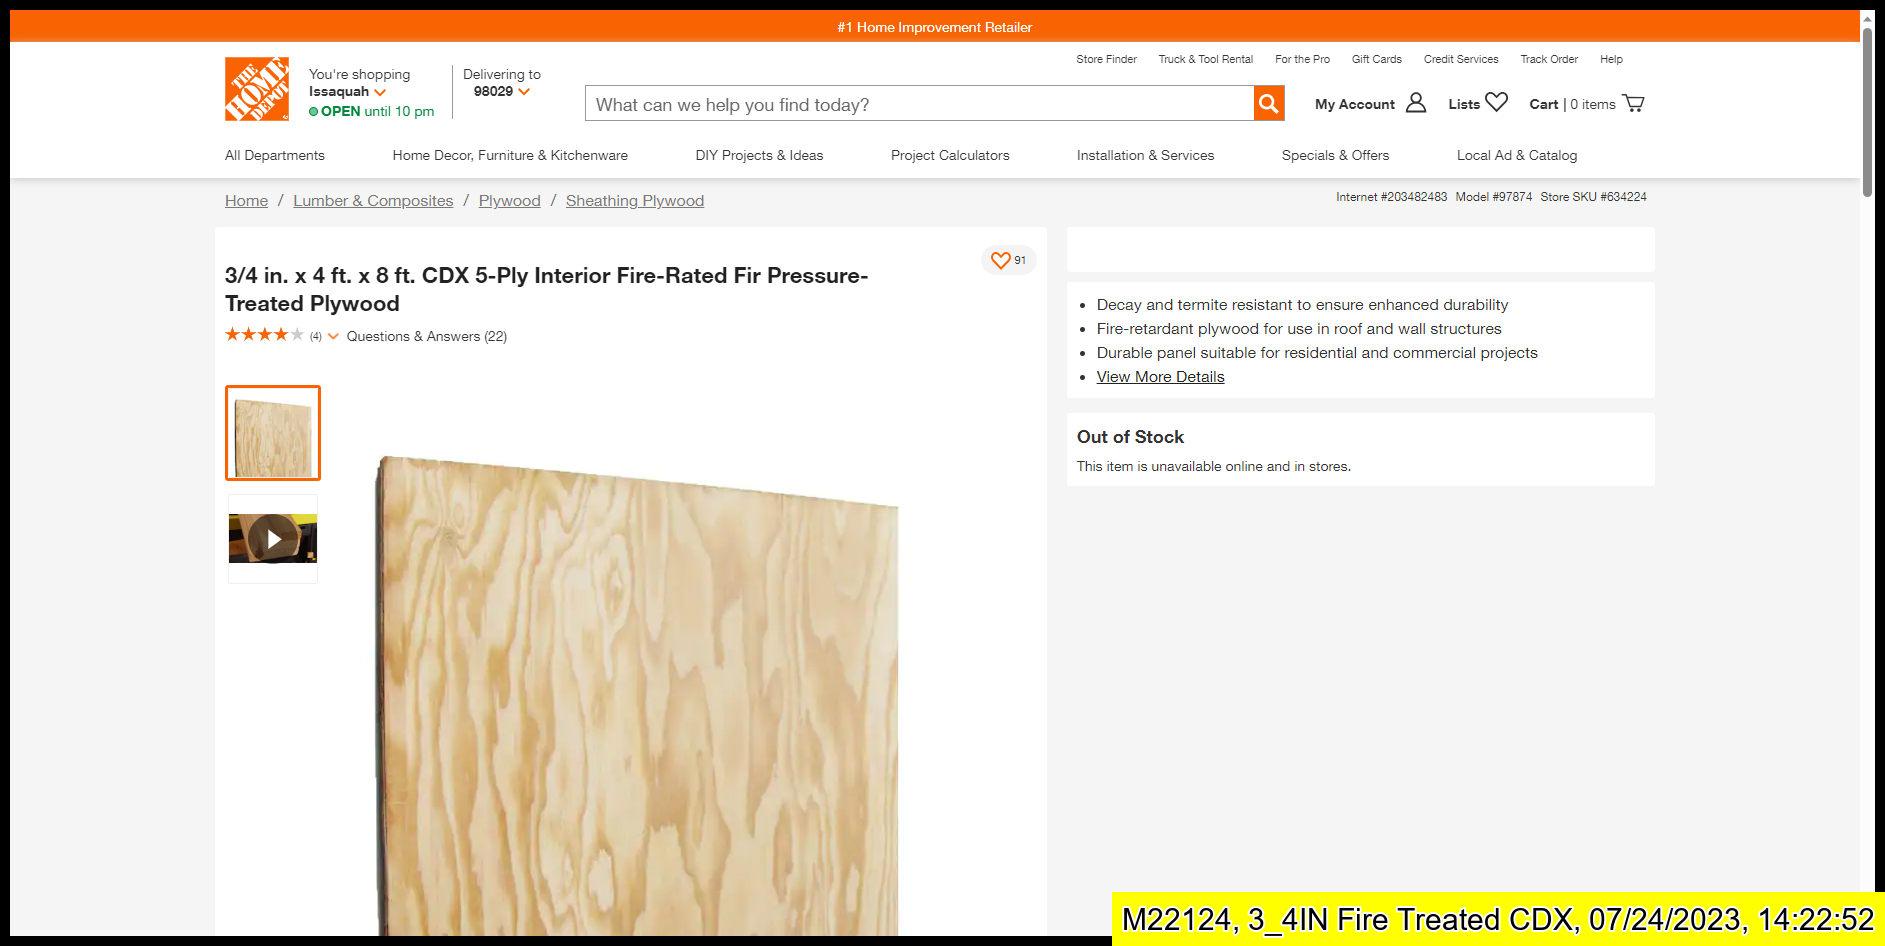 #1 Home Improvement Retailer
Store Finder Truck & Tool Rental For the Pro Gift Cards Credit Services Track Order Help
THE HOME DEPOT
You're shopping
Issaquah
OPEN until 10 pm
Delivering to
98029
What can we help you find today?
My Account Lists Cart | 0 items
All Departments Home Decor, Furniture & Kitchenware DIY Projects & Ideas Project Calculators Installation & Services Specials & Offers Local Ad & Catalog
Home / Lumber & Composites / Plywood / Sheathing Plywood
Internet #203482483 Model #97874 Store SKU #634224
91
3/4 in. x 4 ft. x 8 ft. CDX 5-Ply Interior Fire-Rated Fir Pressure-
Treated Plywood
(4) Questions & Answers (22)
• Decay and termite resistant to ensure enhanced durability
• Fire-retardant plywood for use in roof and wall structures
• Durable panel suitable for residential and commercial projects
• View More Details
Out of Stock
This item is unavailable online and in stores.
M22124, 3_4IN Fire Treated CDX, 07/24/2023, 14:22:52